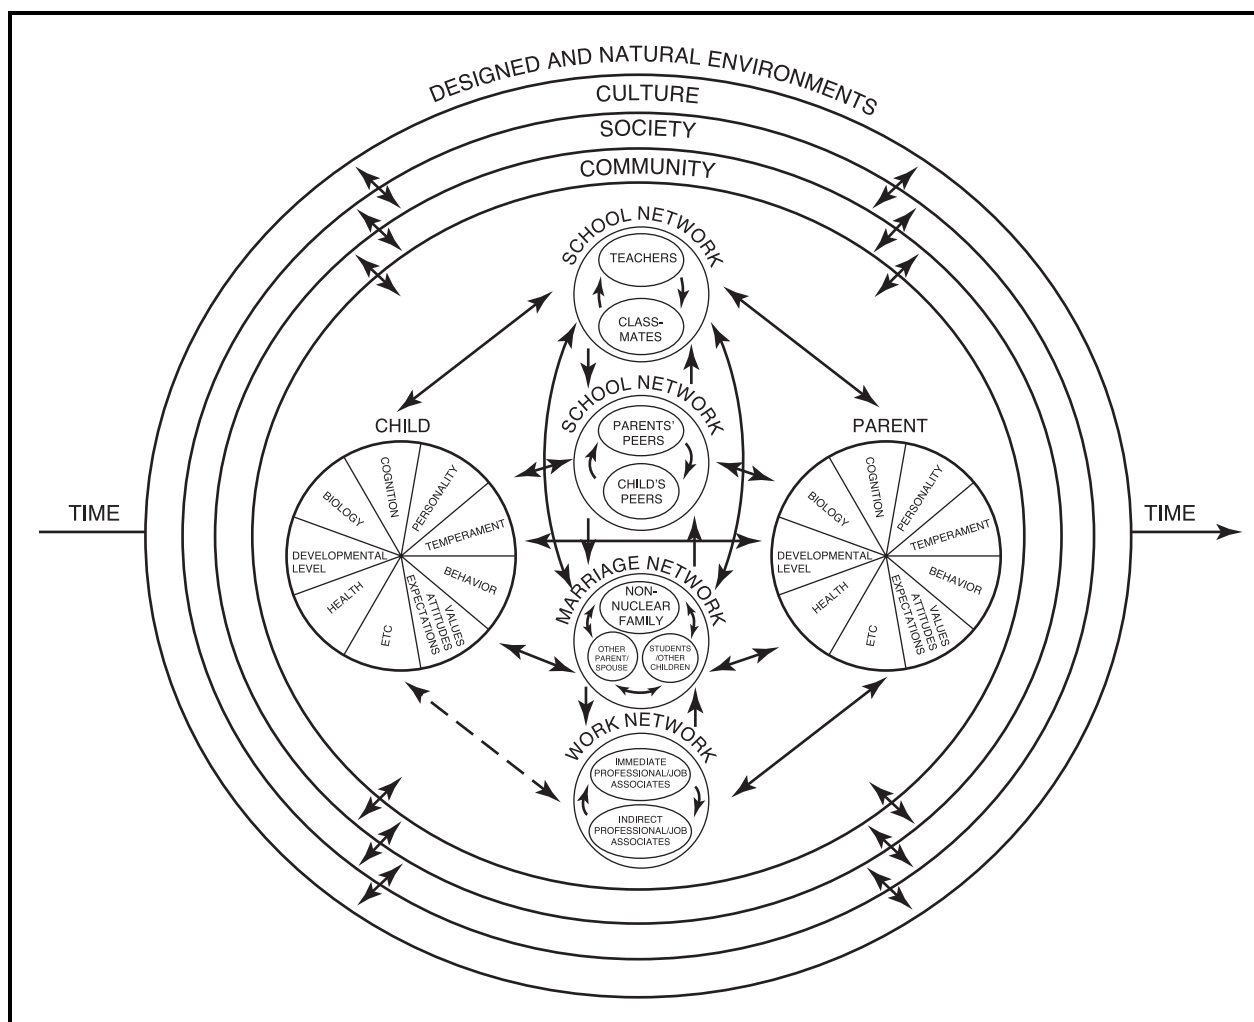 DESIGNED AND NATURAL ENVIRONMENTS
CULTURE
SOCIETY
COMMUNITY
SCHOOL NETWORK
TEACHERS
CLASS-
MATES
SCHOOL NETWORK
PARENTS'
PEERS
CHILD'S
PEERS
CHILD
COGNITION
PERSONALITY
BIOLOGY
TEMPERAMENT
DEVELOPMENTAL
LEVEL
BEHAVIOR
HEALTH
ETC
VALUES
ATTITUDES
EXPECTATIONS
PARENT
COGNITION
PERSONALITY
BIOLOGY
TEMPERAMENT
DEVELOPMENTAL
LEVEL
BEHAVIOR
HEALTH
ETC
VALUES
ATTITUDES
EXPECTATIONS
TIME
TIME
MARRIAGE NETWORK
NON-
NUCLEAR
FAMILY
OTHER
PARENT/
SPOUSE
STUDENTS
/OTHER
CHILDREN
WORK NETWORK
IMMEDIATE
PROFESSIONAL/JOB
ASSOCIATES
INDIRECT
PROFESSIONAL/JOB
ASSOCIATES